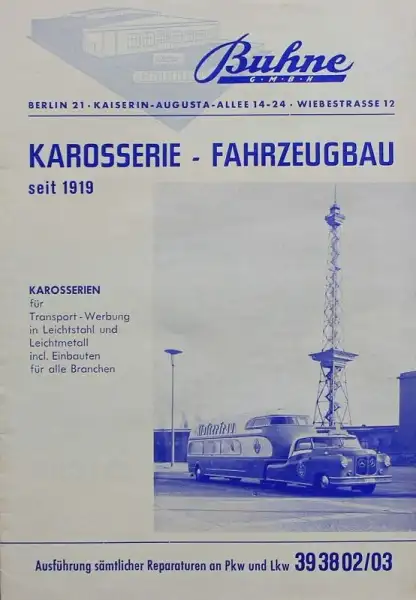 Buhne
G·M·B·H
BERLIN 21 · KAISERIN-AUGUSTA-ALLEE 14-24 · WIEBESTRASSE 12
KAROSSERIE - FAHRZEUGBAU
seit 1919
KAROSSERIEN
für
Transport - Werbung
in Leichtstahl und
Leichtmetall
incl. Einbauten
für alle Branchen
Ausführung sämtlicher Reparaturen an Pkw und Lkw 39 38 02/03